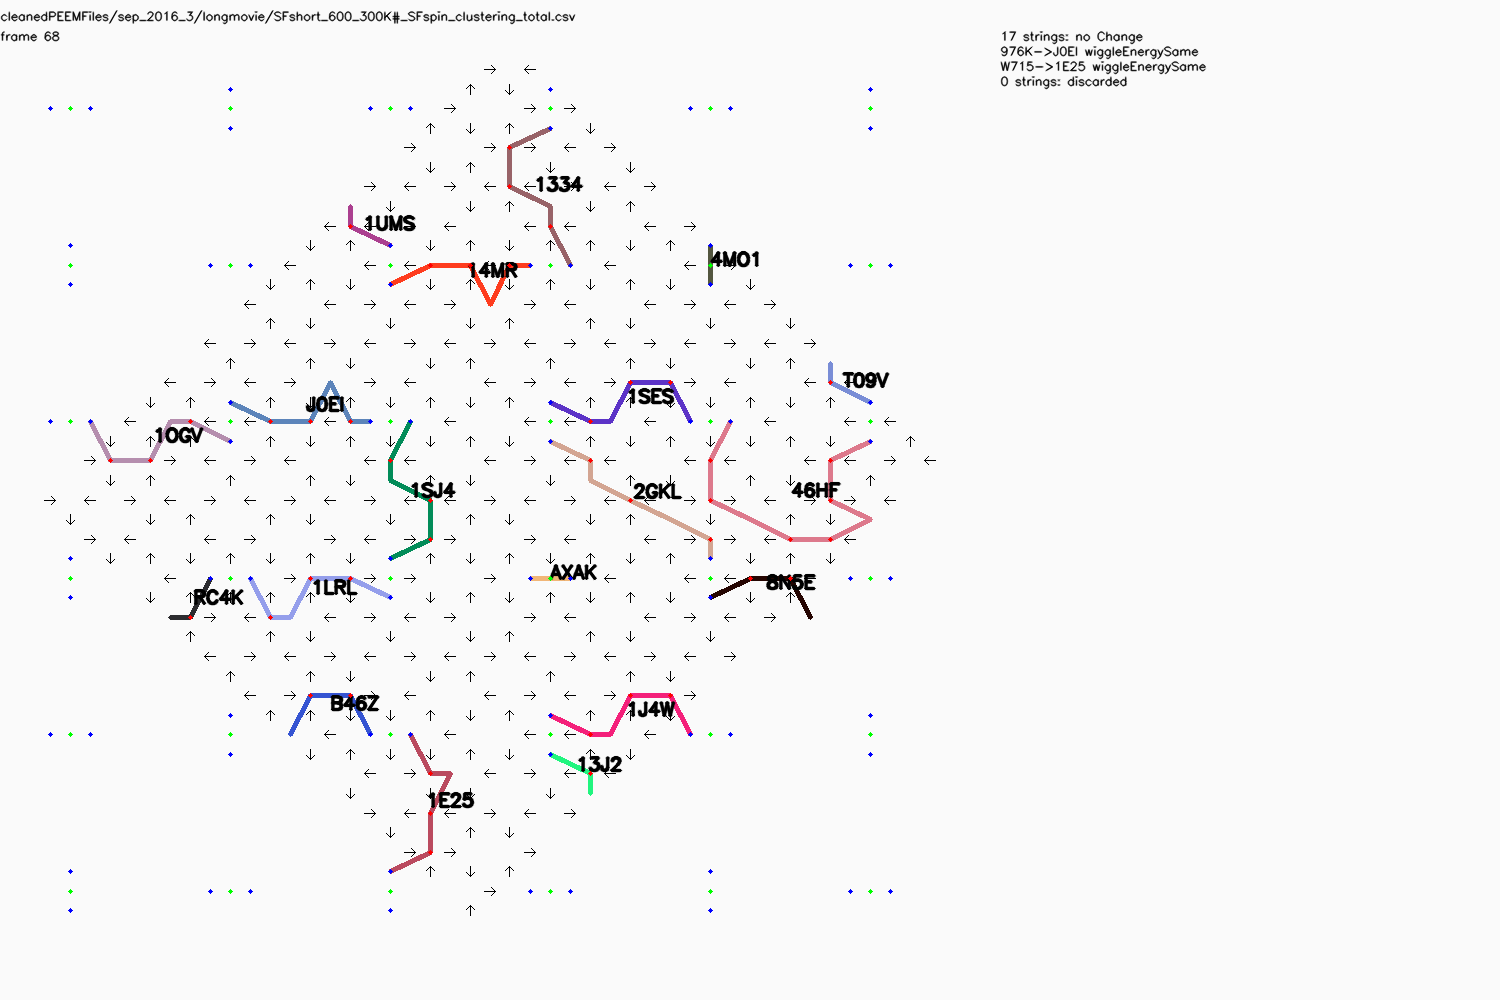 cleanedPEEMFiles/sep_2016_3/longmovie/SFshort_600_300K#_SFspin_clustering_total.csv
frame 68
17 strings: no Change
976K->J0EI wiggleEnergySame
W715->1E25 wiggleEnergySame
0 strings: discarded
1334
1UMS
4MO1
14MR
T09V
1SES
J0EI
1OGV
1SJ4
2GKL
46HF
AXAK
8N5E
1LRL
RC4K
B46Z
1J4W
13J2
1E25